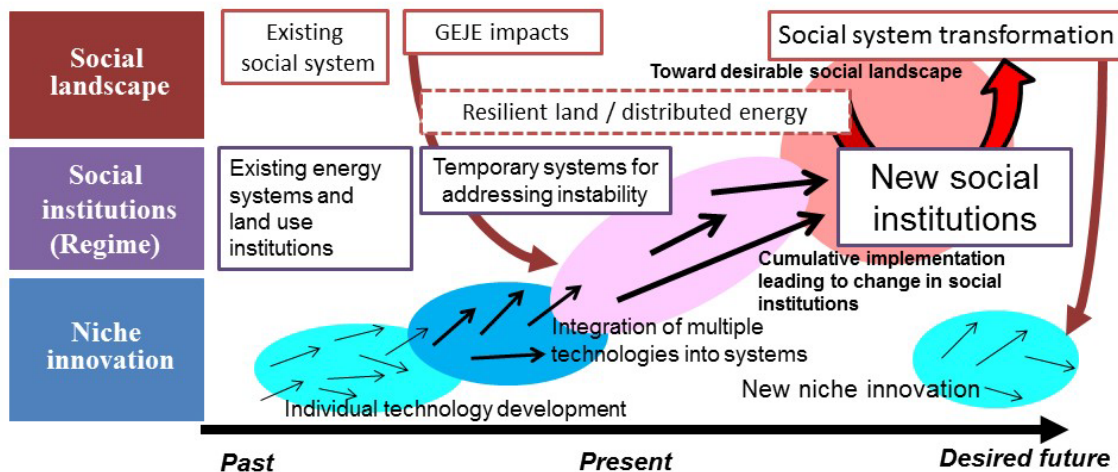 Social
landscape
Existing
social system
GEJE impacts
Social system transformation
Toward desirable social landscape
Resilient land / distributed energy
Social
institutions
(Regime)
Existing energy
systems and
land use
institutions
Temporary systems for
addressing instability
New social
institutions
Cumulative implementation
leading to change in social
institutions
Niche
innovation
Integration of multiple
technologies into systems
Individual technology development
New niche innovation
Past
Present
Desired future